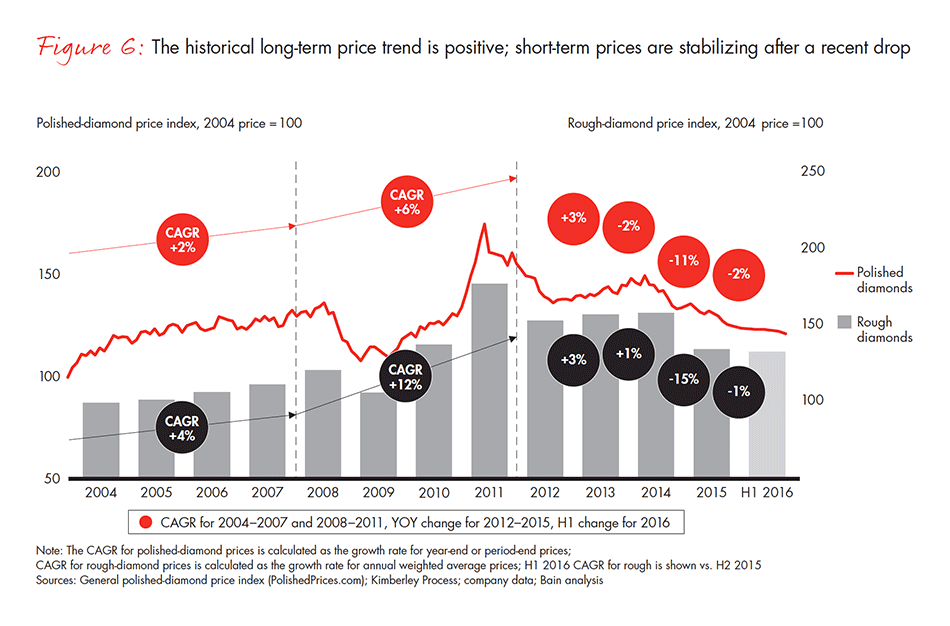 Figure 6: The historical long-term price trend is positive; short-term prices are stabilizing after a recent drop
Polished-diamond price index, 2004 price = 100
Rough-diamond price index, 2004 price =100
200
150
100
50
250
200
150
100
CAGR
+2%
CAGR
+6%
+3%
-2%
-11%
-2%
CAGR
+4%
CAGR
+12%
+3%
+1%
-15%
-1%
Polished
diamonds
Rough
diamonds
2004 2005 2006 2007 2008 2009 2010 2011 2012 2013 2014 2015 H1 2016
CAGR for 2004–2007 and 2008–2011, YOY change for 2012–2015, H1 change for 2016
Note: The CAGR for polished-diamond prices is calculated as the growth rate for year-end or period-end prices;
CAGR for rough-diamond prices is calculated as the growth rate for annual weighted average prices; H1 2016 CAGR for rough is shown vs. H2 2015
Sources: General polished-diamond price index (PolishedPrices.com); Kimberley Process; company data; Bain analysis